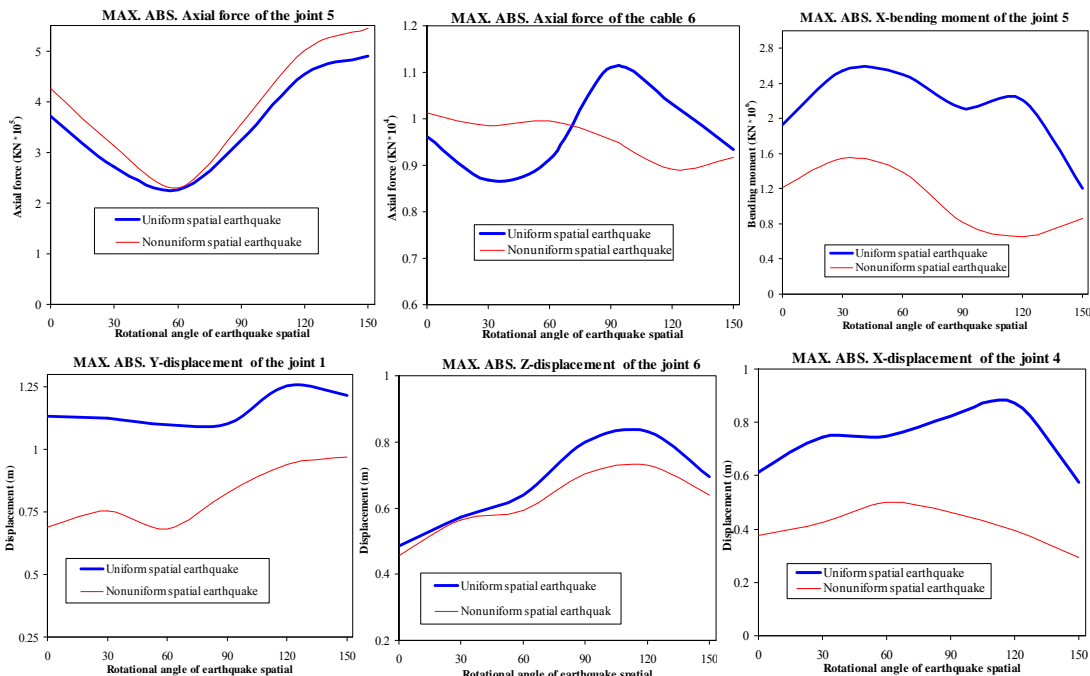 MAX. ABS. Axial force of the joint 5
Axial force (KN * 10⁵)
5
4
3
2
1
0
Uniform spatial earthquake
Nonuniform spatial earthquake
0 30 60 90 120 150
Rotational angle of earthquake spatial
MAX. ABS. Axial force of the cable 6
Axial force (KN * 10⁴)
1.2
1.1
1
0.9
0.8
0.7
0.6
Uniform spatial earthquake
Nonuniform spatial earthquake
0 30 60 90 120 150
Rotational angle of earthquake spatial
MAX. ABS. X-bending moment of the joint 5
Bending moment (KN * 10⁶)
2.8
2.4
2
1.6
1.2
0.8
0.4
0
Uniform spatial earthquake
Nonuniform spatial earthquake
0 30 60 90 120 150
Rotational angle of earthquake spatial
MAX. ABS. Y-displacement of the joint 1
Displacement (m)
1.25
1
0.75
0.5
0.25
Uniform spatial earthquake
Nonuniform spatial earthquake
0 30 60 90 120 150
Rotational angle of earthquake spatial
MAX. ABS. Z-displacement of the joint 6
Displacement (m)
1
0.8
0.6
0.4
0.2
Uniform spatial earthquake
Nonuniform spatial earthquak
0 30 60 90 120 150
Rotational angle of earthquake spatial
MAX. ABS. X-displacement of the joint 4
Displacement (m)
1
0.8
0.6
0.4
0.2
0
Uniform spatial earthquake
Nonuniform spatial earthquake
0 30 60 90 120 150
Rotational angle of earthquake spatial